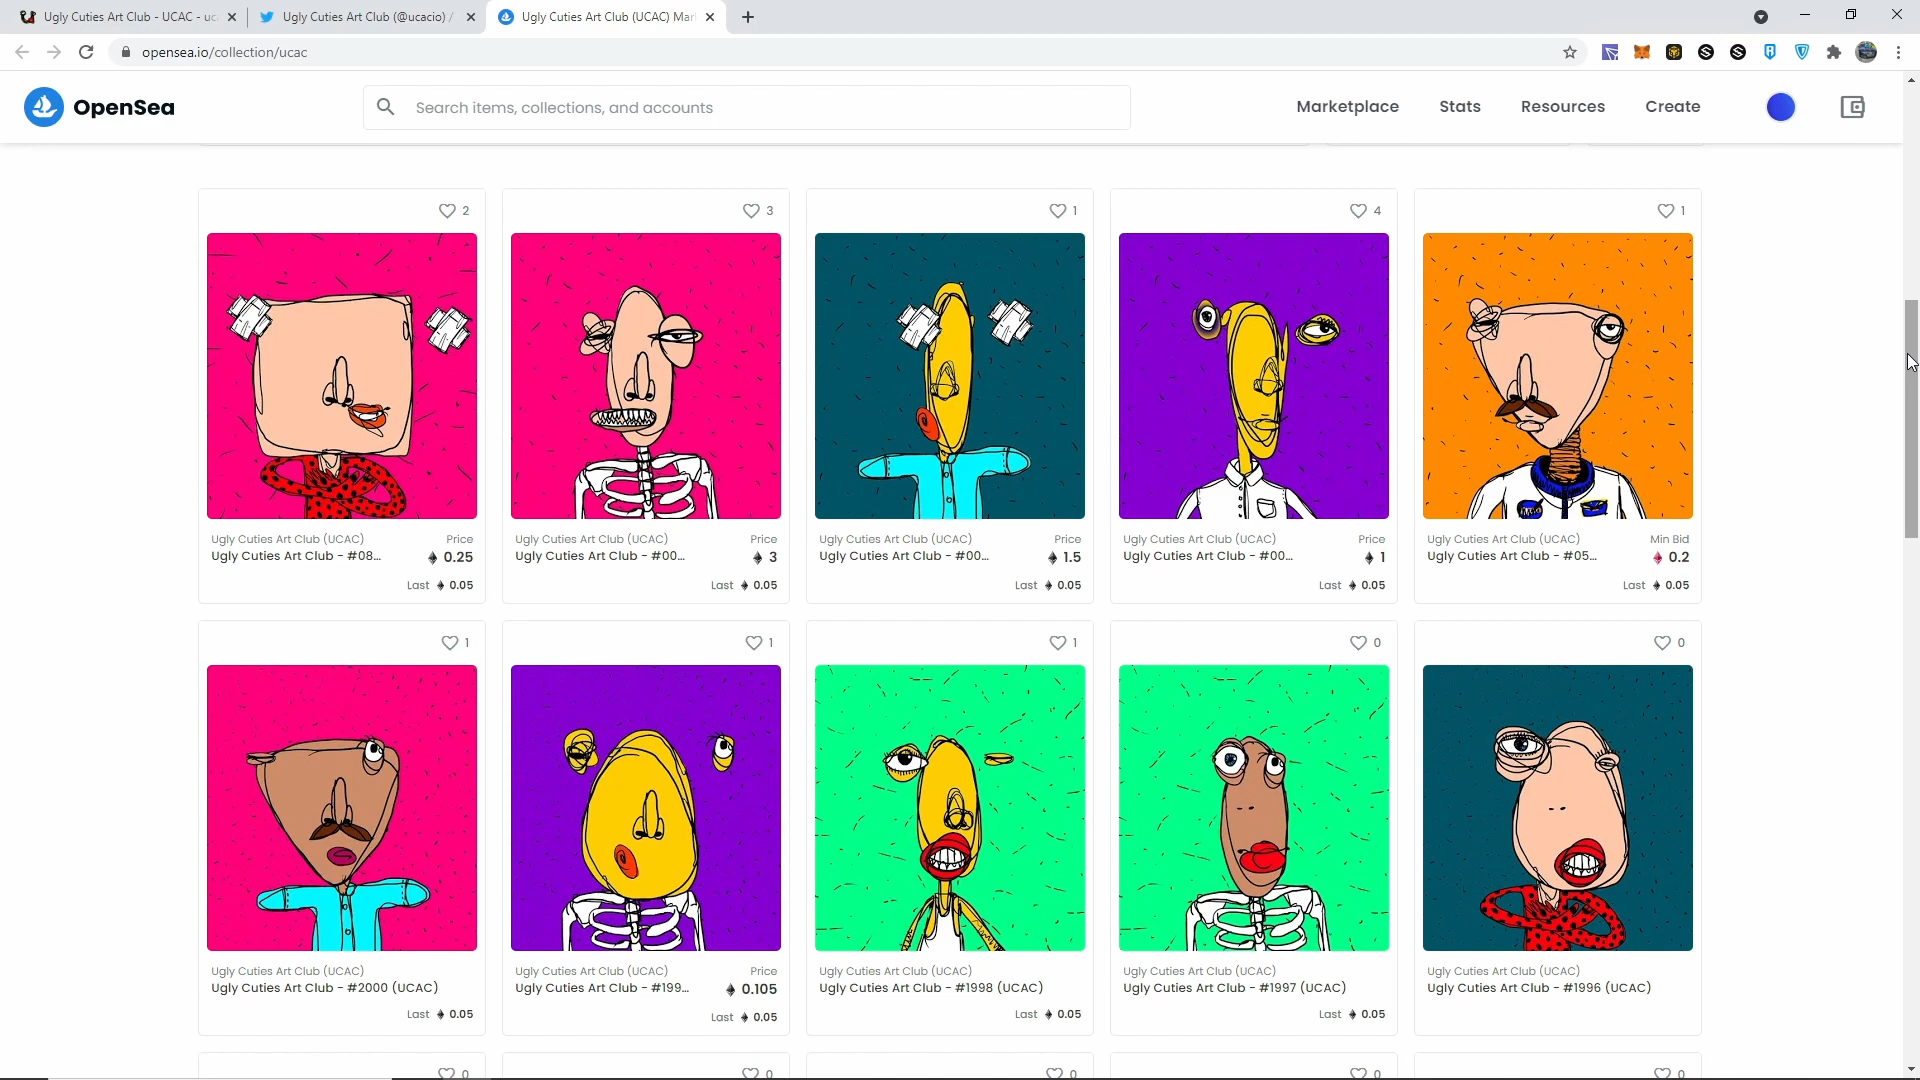 Ugly Cuties Art Club - UCAC - uc
Ugly Cuties Art Club (@ucacio) /
Ugly Cuties Art Club (UCAC) Mar
opensea.io/collection/ucac
OpenSea
Search items, collections, and accounts
Marketplace
Stats
Resources
Create
2
3
1
4
1
Ugly Cuties Art Club (UCAC) Price
Ugly Cuties Art Club - #08... 0.25
Last 0.05
Ugly Cuties Art Club (UCAC) Price
Ugly Cuties Art Club - #00... 3
Last 0.05
Ugly Cuties Art Club (UCAC) Price
Ugly Cuties Art Club - #00... 1.5
Last 0.05
Ugly Cuties Art Club (UCAC) Price
Ugly Cuties Art Club - #00... 1
Last 0.05
Ugly Cuties Art Club (UCAC) Min Bid
Ugly Cuties Art Club - #05... 0.2
Last 0.05
1
1
1
0
0
Ugly Cuties Art Club (UCAC)
Ugly Cuties Art Club - #2000 (UCAC)
Last 0.05
Ugly Cuties Art Club (UCAC) Price
Ugly Cuties Art Club - #199... 0.105
Last 0.05
Ugly Cuties Art Club (UCAC)
Ugly Cuties Art Club - #1998 (UCAC)
Last 0.05
Ugly Cuties Art Club (UCAC)
Ugly Cuties Art Club - #1997 (UCAC)
Last 0.05
Ugly Cuties Art Club (UCAC)
Ugly Cuties Art Club - #1996 (UCAC)
0
0
0
0
0